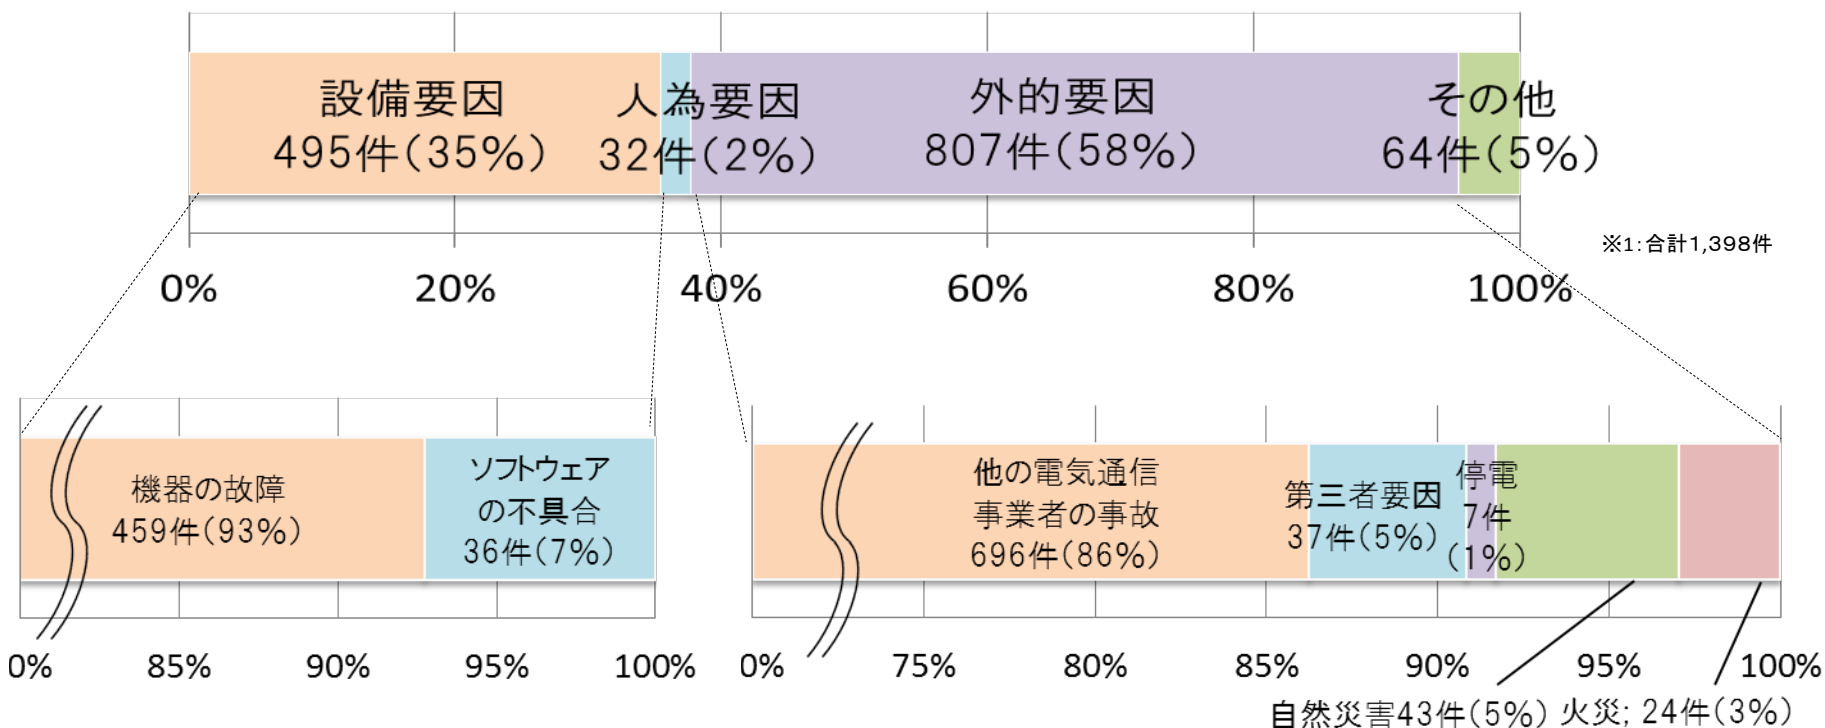 設備要因
495件(35%)
人為要因
32件(2%)
外的要因
807件(58%)
その他
64件(5%)
※1:合計1,398件
0%
20%
40%
60%
80%
100%
機器の故障
459件(93%)
ソフトウェア
の不具合
36件(7%)
0%
85%
90%
95%
100%
他の電気通信
事業者の事故
696件(86%)
第三者要因
37件(5%)
停電
7件
(1%)
0%
75%
80%
85%
90%
95%
100%
自然災害43件(5%)
火災; 24件(3%)